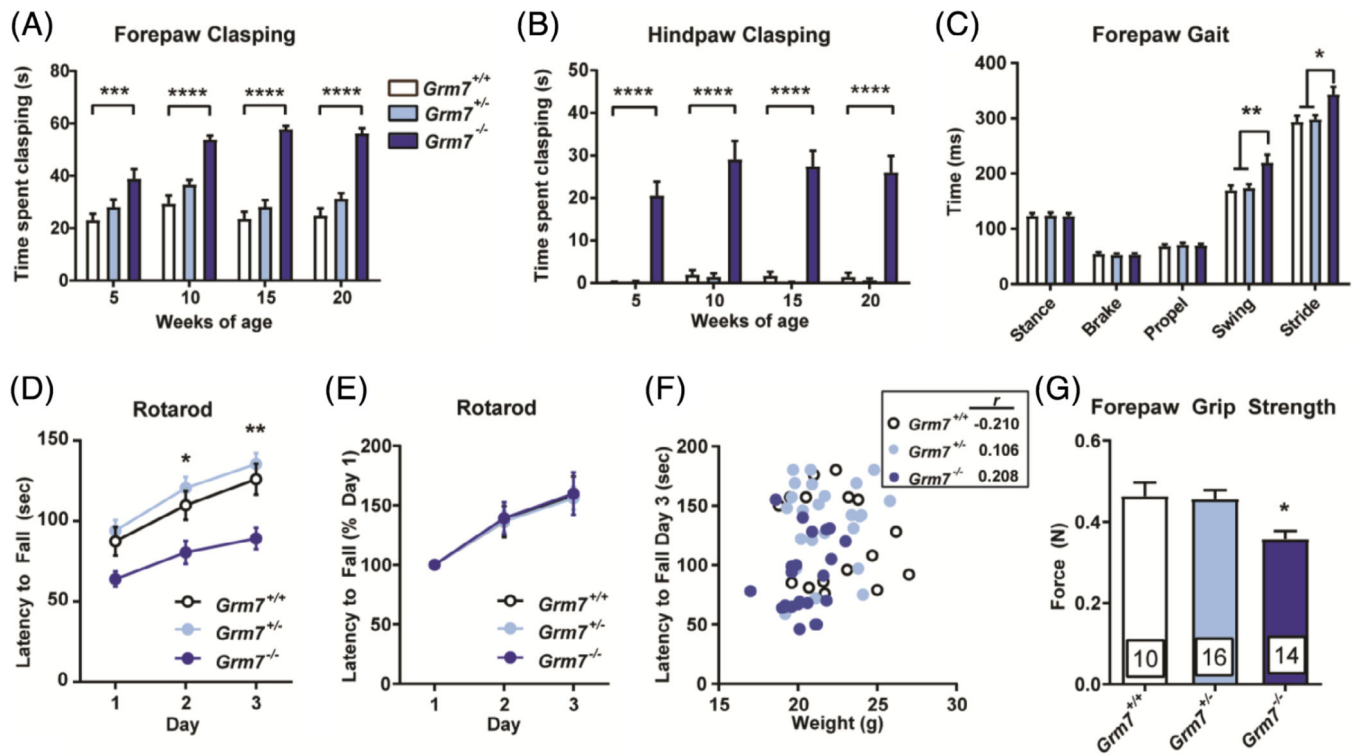 (A)
Forepaw Clasping
Time spent clasping (s)
80
60
40
20
0
*** **** **** ****
5 10 15 20
Weeks of age
Grm7+/+
Grm7+/-
Grm7-/-
(B)
Hindpaw Clasping
Time spent clasping (s)
50
40
30
20
10
0
**** **** **** ****
5 10 15 20
Weeks of age
(C)
Forepaw Gait
Time (ms)
400
300
200
100
0
**
*
Stance Brake Propel Swing Stride
(D)
Rotarod
Latency to Fall (sec)
150
100
50
0
*
**
Grm7+/+
Grm7+/-
Grm7-/-
1 2 3
Day
(E)
Rotarod
Latency to Fall (% Day 1)
200
150
100
50
0
Grm7+/+
Grm7+/-
Grm7-/-
1 2 3
Day
(F)
r
Grm7+/+ -0.210
Grm7+/- 0.106
Grm7-/- 0.208
Latency to Fall Day 3 (sec)
200
150
100
50
0
15 20 25 30
Weight (g)
(G)
Forepaw Grip Strength
Force (N)
0.6
0.4
0.2
0.0
*
10 16 14
Grm7+/+ Grm7+/- Grm7-/-